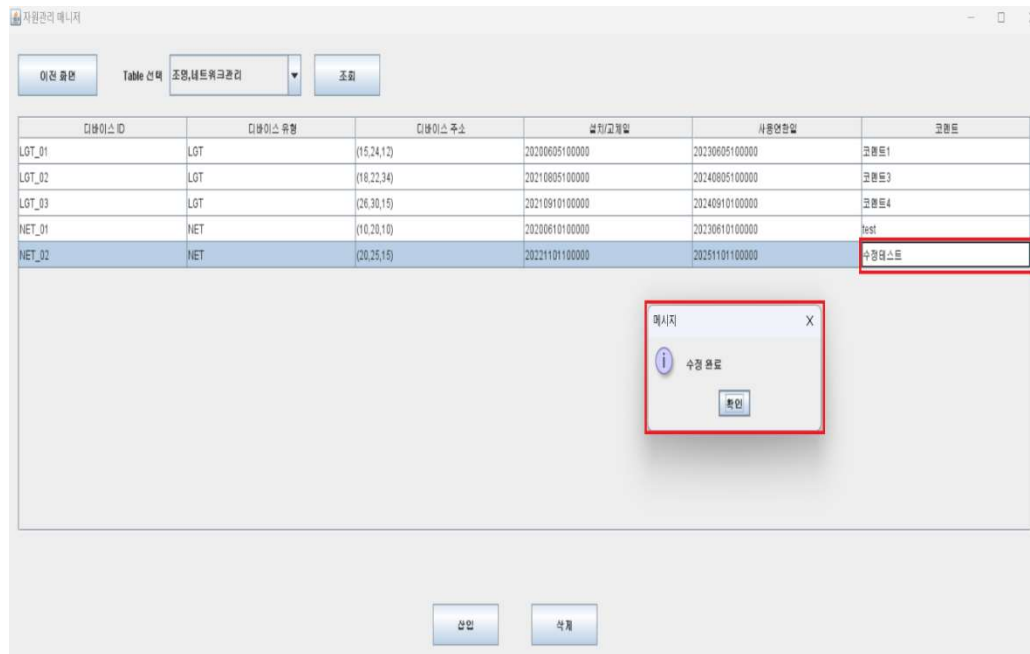 자원관리 매니저
이전 화면 Table 선택 조명,네트워크관리 조회
디바이스 ID 디바이스 유형 디바이스 주소 설치/교체일 사용연한일 코멘트
LGT_01 LGT (15,24,12) 20200605100000 20230605100000 코멘트1
LGT_02 LGT (18,22,34) 20210805100000 20240805100000 코멘트3
LGT_03 LGT (26,30,15) 20210910100000 20240910100000 코멘트4
NET_01 NET (10,20,10) 20200610100000 20230610100000 test
NET_02 NET (20,25,15) 20221101100000 20251101100000 수정테스트
메시지 X
i 수정 완료
확인
삽입 삭제